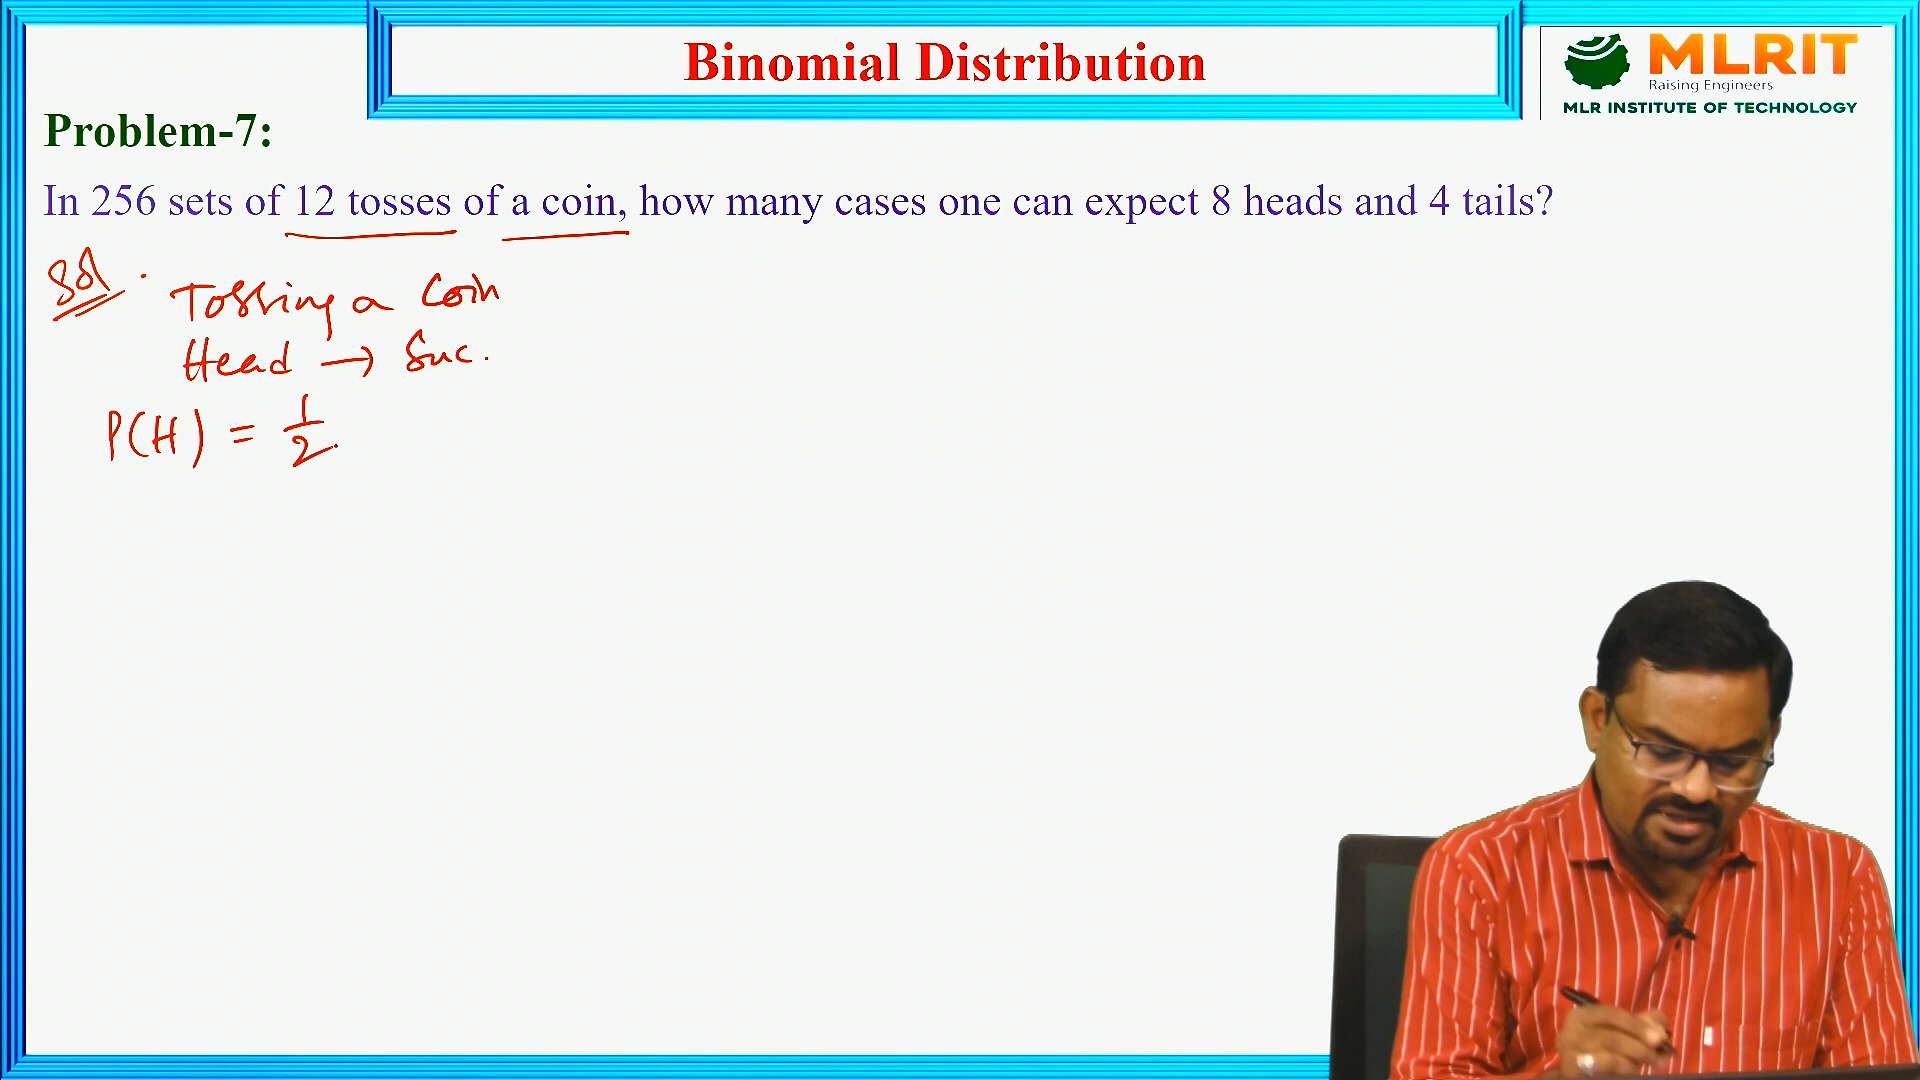 Binomial Distribution
MLRIT
Raising Engineers
MLR INSTITUTE OF TECHNOLOGY
Problem-7:
In 256 sets of 12 tosses of a coin, how many cases one can expect 8 heads and 4 tails?
Sol.
Tossing a Coin
Head → Suc.
P(H) = 1/2.